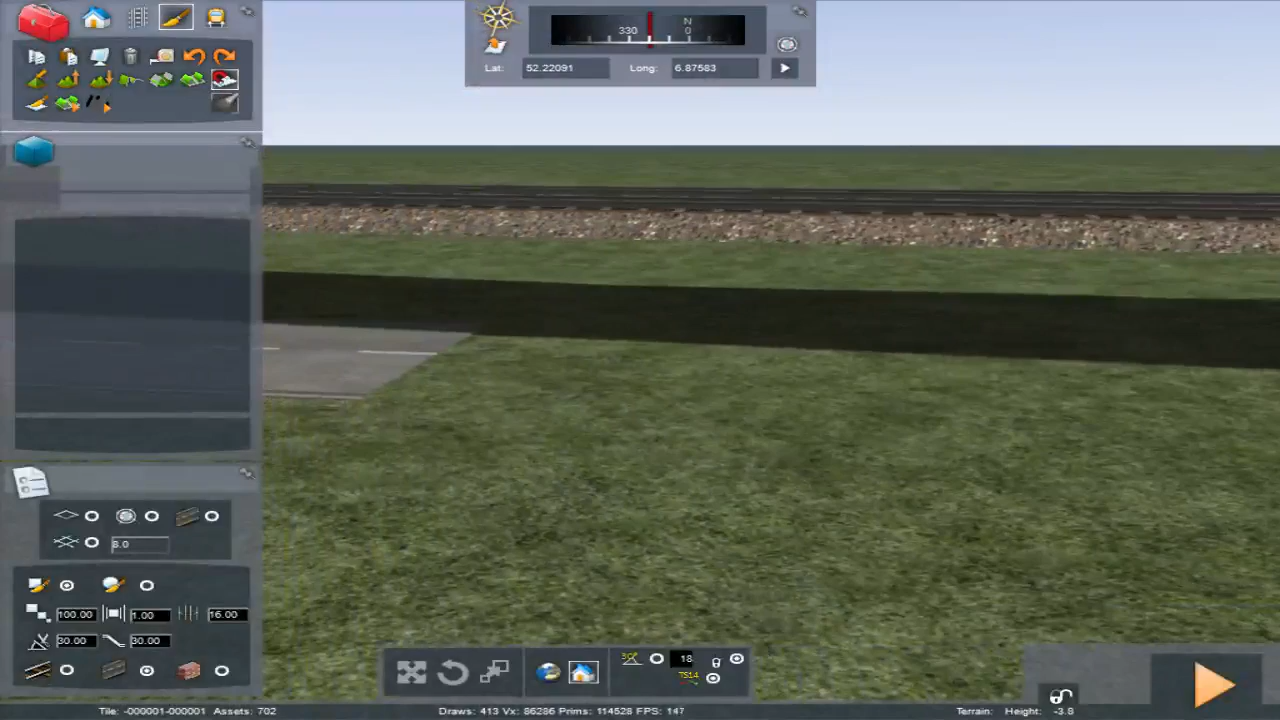 330 N 0
Lat: 52.22091 Long: 6.87583
8.0
100.00 1.00 16.00
30.00 30.00
18
TS14
Tile: -000001-000001 Assets: 702 Draws: 413 Vx: 86286 Prims: 114528 FPS: 147 Terrain: Height: -3.8